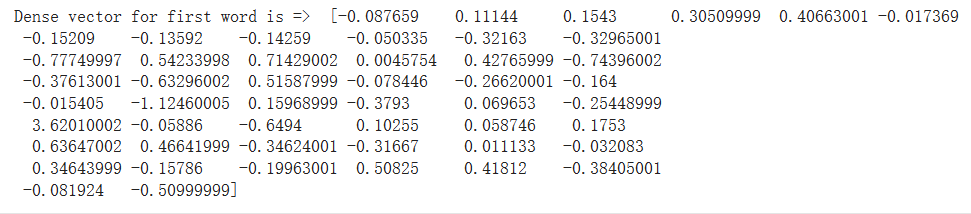 Dense vector for first word is => [-0.087659 0.11144 0.1543 0.30509999 0.40663001 -0.017369
-0.15209 -0.13592 -0.14259 -0.050335 -0.32163 -0.32965001
-0.77749997 0.54233998 0.71429002 0.0045754 0.42765999 -0.74396002
-0.37613001 -0.63296002 0.51587999 -0.078446 -0.26620001 -0.164
-0.015405 -1.12460005 0.15968999 -0.3793 0.069653 -0.25448999
3.62010002 -0.05886 -0.6494 0.10255 0.058746 0.1753
0.63647002 0.46641999 -0.34624001 -0.31667 0.011133 -0.032083
0.34643999 -0.15786 -0.19963001 0.50825 0.41812 -0.38405001
-0.081924 -0.50999999]